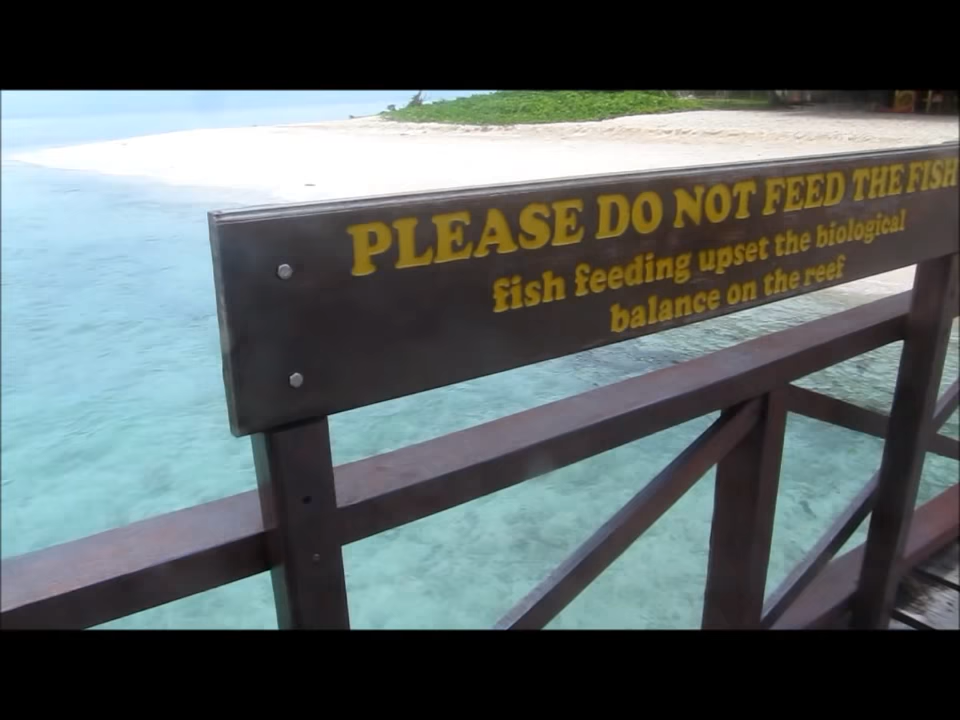 PLEASE DO NOT FEED THE FISH
fish feeding upset the biological
balance on the reef